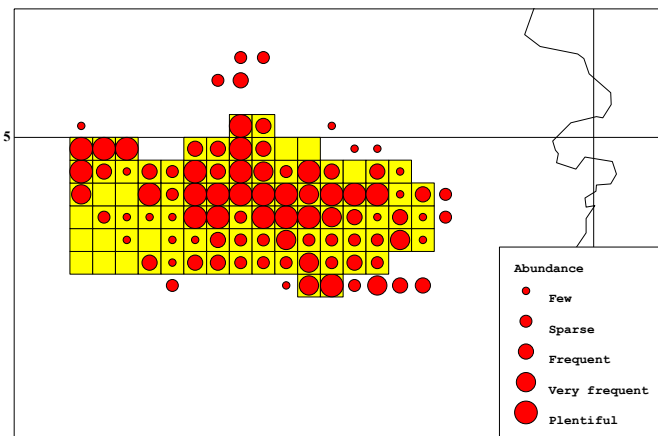 5
Abundance
Few
Sparse
Frequent
Very frequent
Plentiful